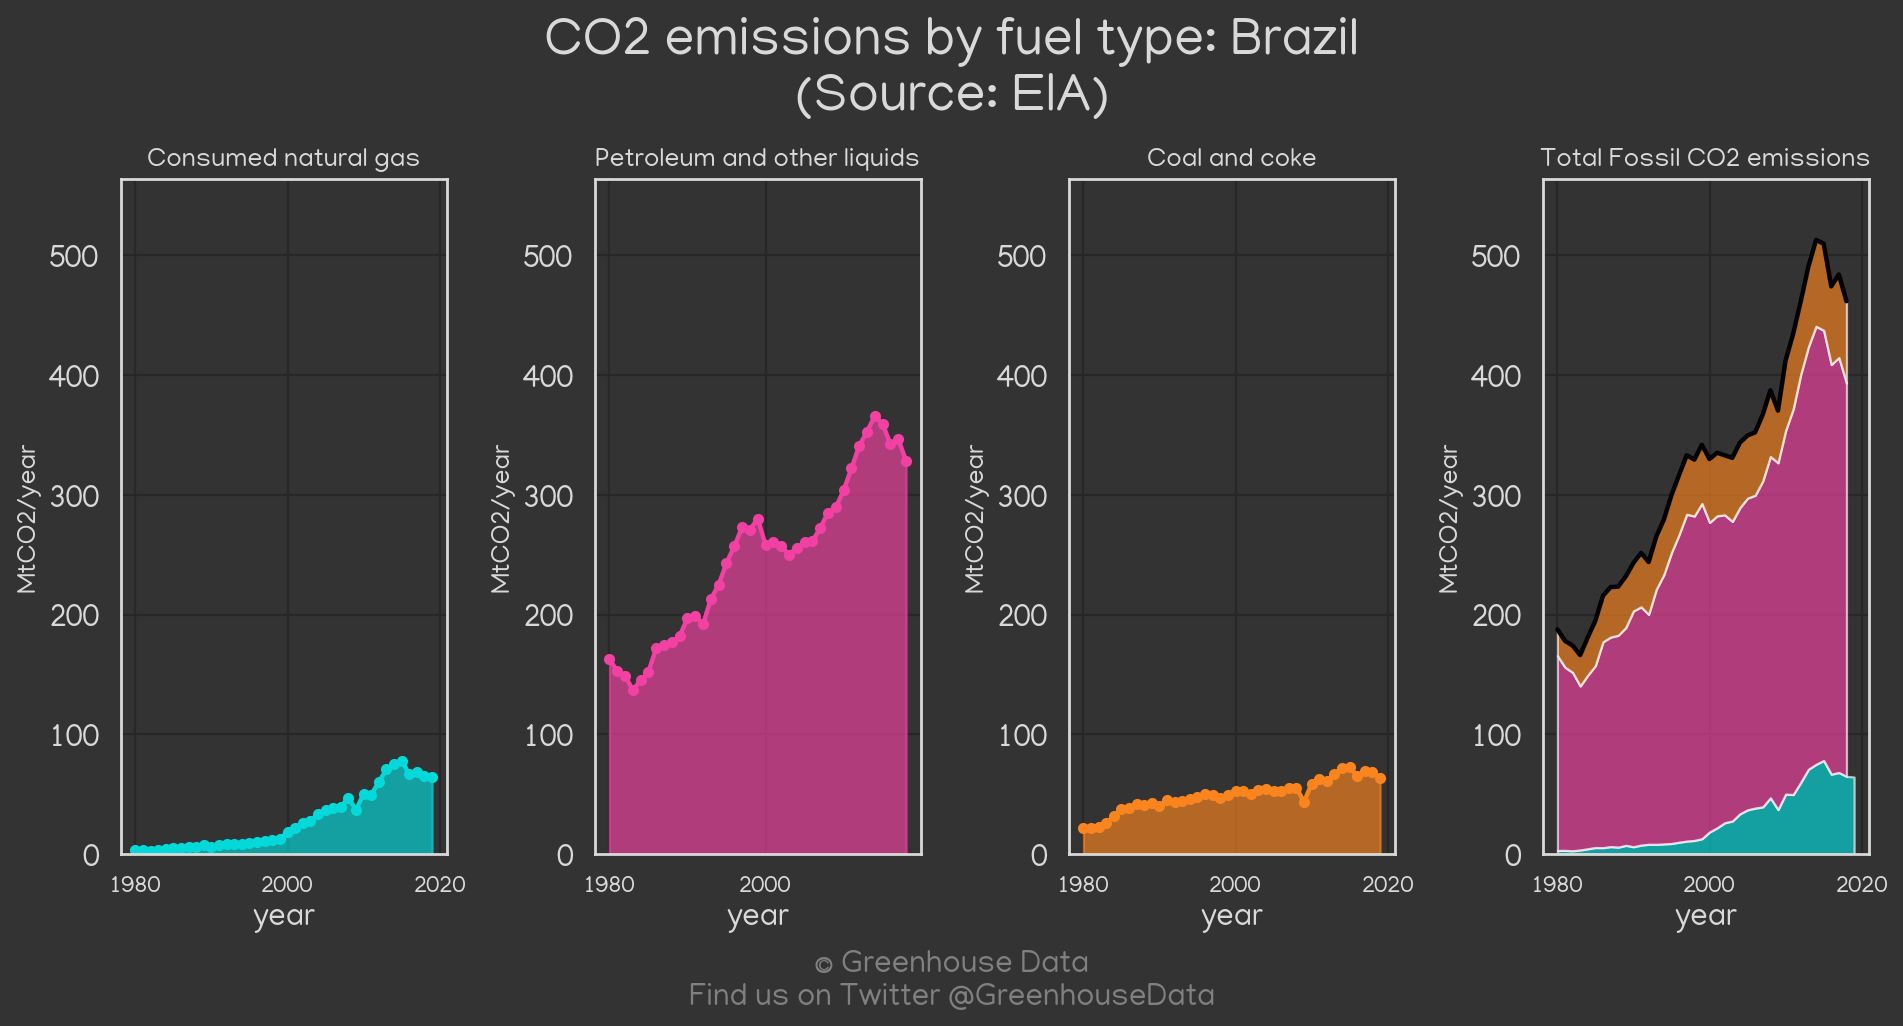 CO2 emissions by fuel type: Brazil
(Source: EIA)
Consumed natural gas
500
400
300
200
100
0
MtCO2/year
1980 2000 2020
year
Petroleum and other liquids
500
400
300
200
100
0
MtCO2/year
1980 2000
year
Coal and coke
500
400
300
200
100
0
MtCO2/year
1980 2000 2020
year
Total Fossil CO2 emissions
500
400
300
200
100
0
MtCO2/year
1980 2000 2020
year
© Greenhouse Data
Find us on Twitter @GreenhouseData